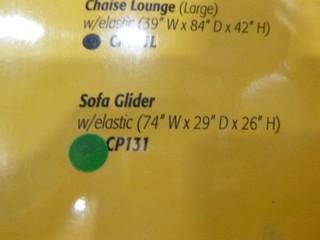 Chaise Lounge (Large)
w/elastic (39" W x 84" D x 42" H)
Sofa Glider
w/elastic (74" W x 29" D x 26" H)
CP131